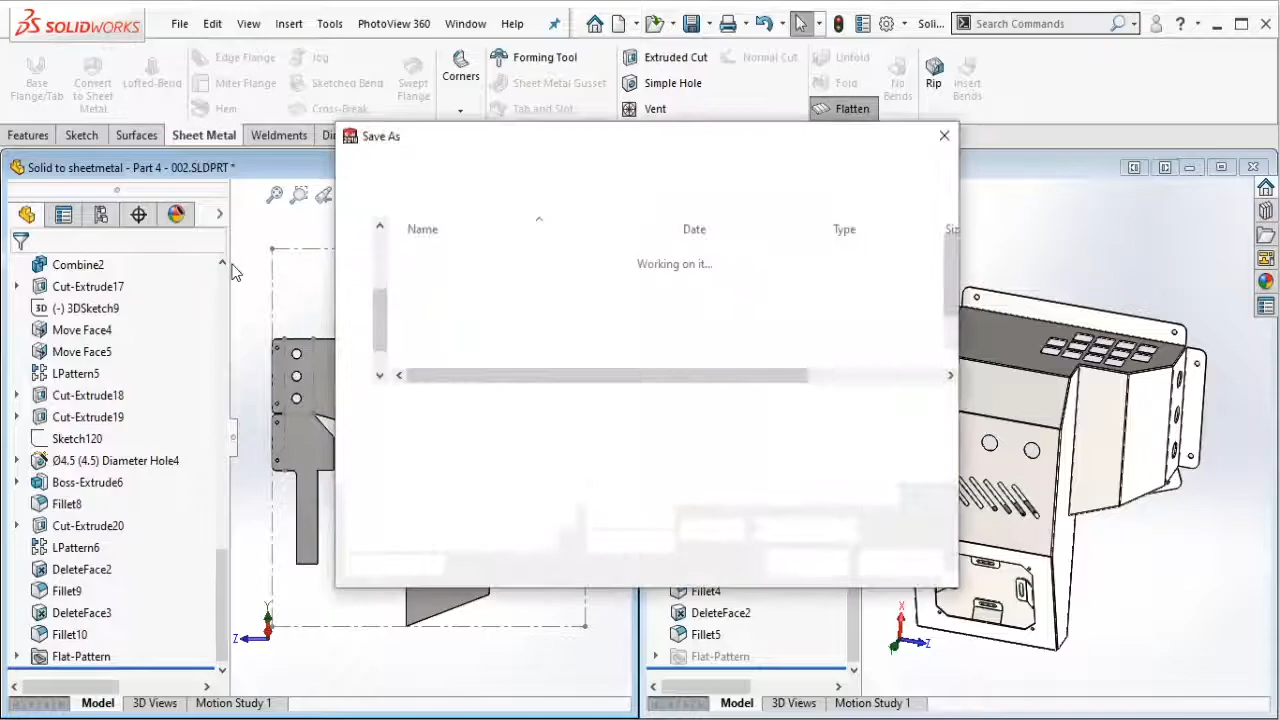 SOLIDWORKS
File Edit View Insert Tools PhotoView 360 Window Help
Soli...
Search Commands
Base Flange/Tab
Convert to Sheet Metal
Lofted-Bend
Edge Flange
Miter Flange
Hem
Jog
Sketched Bend
Cross-Break
Swept Flange
Corners
Forming Tool
Sheet Metal Gusset
Tab and Slot
Extruded Cut
Simple Hole
Vent
Normal Cut
Unfold
Fold
Flatten
No Bends
Rip
Insert Bends
Features Sketch Surfaces Sheet Metal Weldments Di
Solid to sheetmetal - Part 4 - 002.SLDPRT *
Save As
Name Date Type Siz
Working on it...
Combine2
Cut-Extrude17
3D (-) 3DSketch9
Move Face4
Move Face5
LPattern5
Cut-Extrude18
Cut-Extrude19
Sketch120
Ø4.5 (4.5) Diameter Hole4
Boss-Extrude6
Fillet8
Cut-Extrude20
LPattern6
DeleteFace2
Fillet9
DeleteFace3
Fillet10
Flat-Pattern
Y
Z
Fillet4
DeleteFace2
Fillet5
Flat-Pattern
X
Z
Model 3D Views Motion Study 1
Model 3D Views Motion Study 1